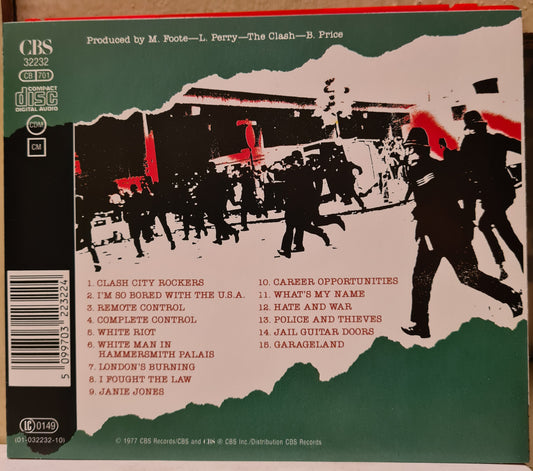 Produced by M. Foote—L. Perry—The Clash—B. Price
CBS
32232
CB 761
COMPACT
disc
DIGITAL AUDIO
CDM
CM
1. CLASH CITY ROCKERS
2. I'M SO BORED WITH THE U.S.A.
3. REMOTE CONTROL
4. COMPLETE CONTROL
5. WHITE RIOT
6. WHITE MAN IN
HAMMERSMITH PALAIS
7. LONDON'S BURNING
8. I FOUGHT THE LAW
9. JANIE JONES
10. CAREER OPPORTUNITIES
11. WHAT'S MY NAME
12. HATE AND WAR
13. POLICE AND THIEVES
14. JAIL GUITAR DOORS
15. GARAGELAND
5 099703 223224
LC 0149
(01-032232-10)
© 1977 CBS Records/CBS and CBS ® CBS Inc./Distribution CBS Records